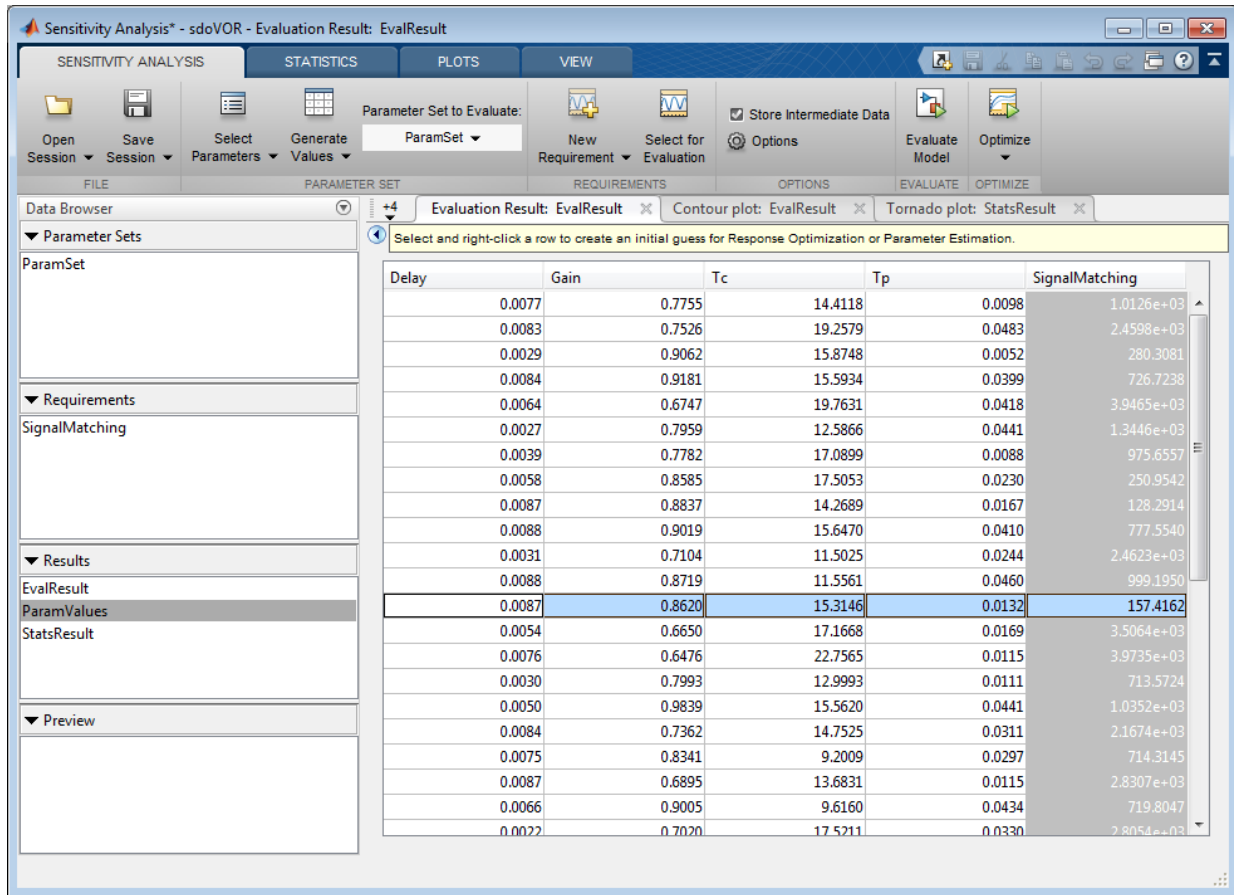 Sensitivity Analysis* - sdoVOR - Evaluation Result: EvalResult
SENSITIVITY ANALYSIS STATISTICS PLOTS VIEW
Open Session Save Session Select Parameters Generate Values Parameter Set to Evaluate: ParamSet New Requirement Select for Evaluation Store Intermediate Data Options Evaluate Model Optimize
FILE PARAMETER SET REQUIREMENTS OPTIONS EVALUATE OPTIMIZE
Data Browser
Parameter Sets
ParamSet
Requirements
SignalMatching
Results
EvalResult
ParamValues
StatsResult
Preview
+4 Evaluation Result: EvalResult Contour plot: EvalResult Tornado plot: StatsResult
Select and right-click a row to create an initial guess for Response Optimization or Parameter Estimation.
Delay Gain Tc Tp SignalMatching
0.0077 0.7755 14.4118 0.0098 1.0126e+03
0.0083 0.7526 19.2579 0.0483 2.4598e+03
0.0029 0.9062 15.8748 0.0052 280.3081
0.0084 0.9181 15.5934 0.0399 726.7238
0.0064 0.6747 19.7631 0.0418 3.9465e+03
0.0027 0.7959 12.5866 0.0441 1.3446e+03
0.0039 0.7782 17.0899 0.0088 975.6557
0.0058 0.8585 17.5053 0.0230 250.9542
0.0087 0.8837 14.2689 0.0167 128.2914
0.0088 0.9019 15.6470 0.0410 777.5540
0.0031 0.7104 11.5025 0.0244 2.4623e+03
0.0088 0.8719 11.5561 0.0460 999.1950
0.0087 0.8620 15.3146 0.0132 157.4162
0.0054 0.6650 17.1668 0.0169 3.5064e+03
0.0076 0.6476 22.7565 0.0115 3.9735e+03
0.0030 0.7993 12.9993 0.0111 713.5724
0.0050 0.9839 15.5620 0.0441 1.0352e+03
0.0084 0.7362 14.7525 0.0311 2.1674e+03
0.0075 0.8341 9.2009 0.0297 714.3145
0.0087 0.6895 13.6831 0.0115 2.8307e+03
0.0066 0.9005 9.6160 0.0434 719.8047
0.0022 0.7020 17.5211 0.0330 2.8054e+03